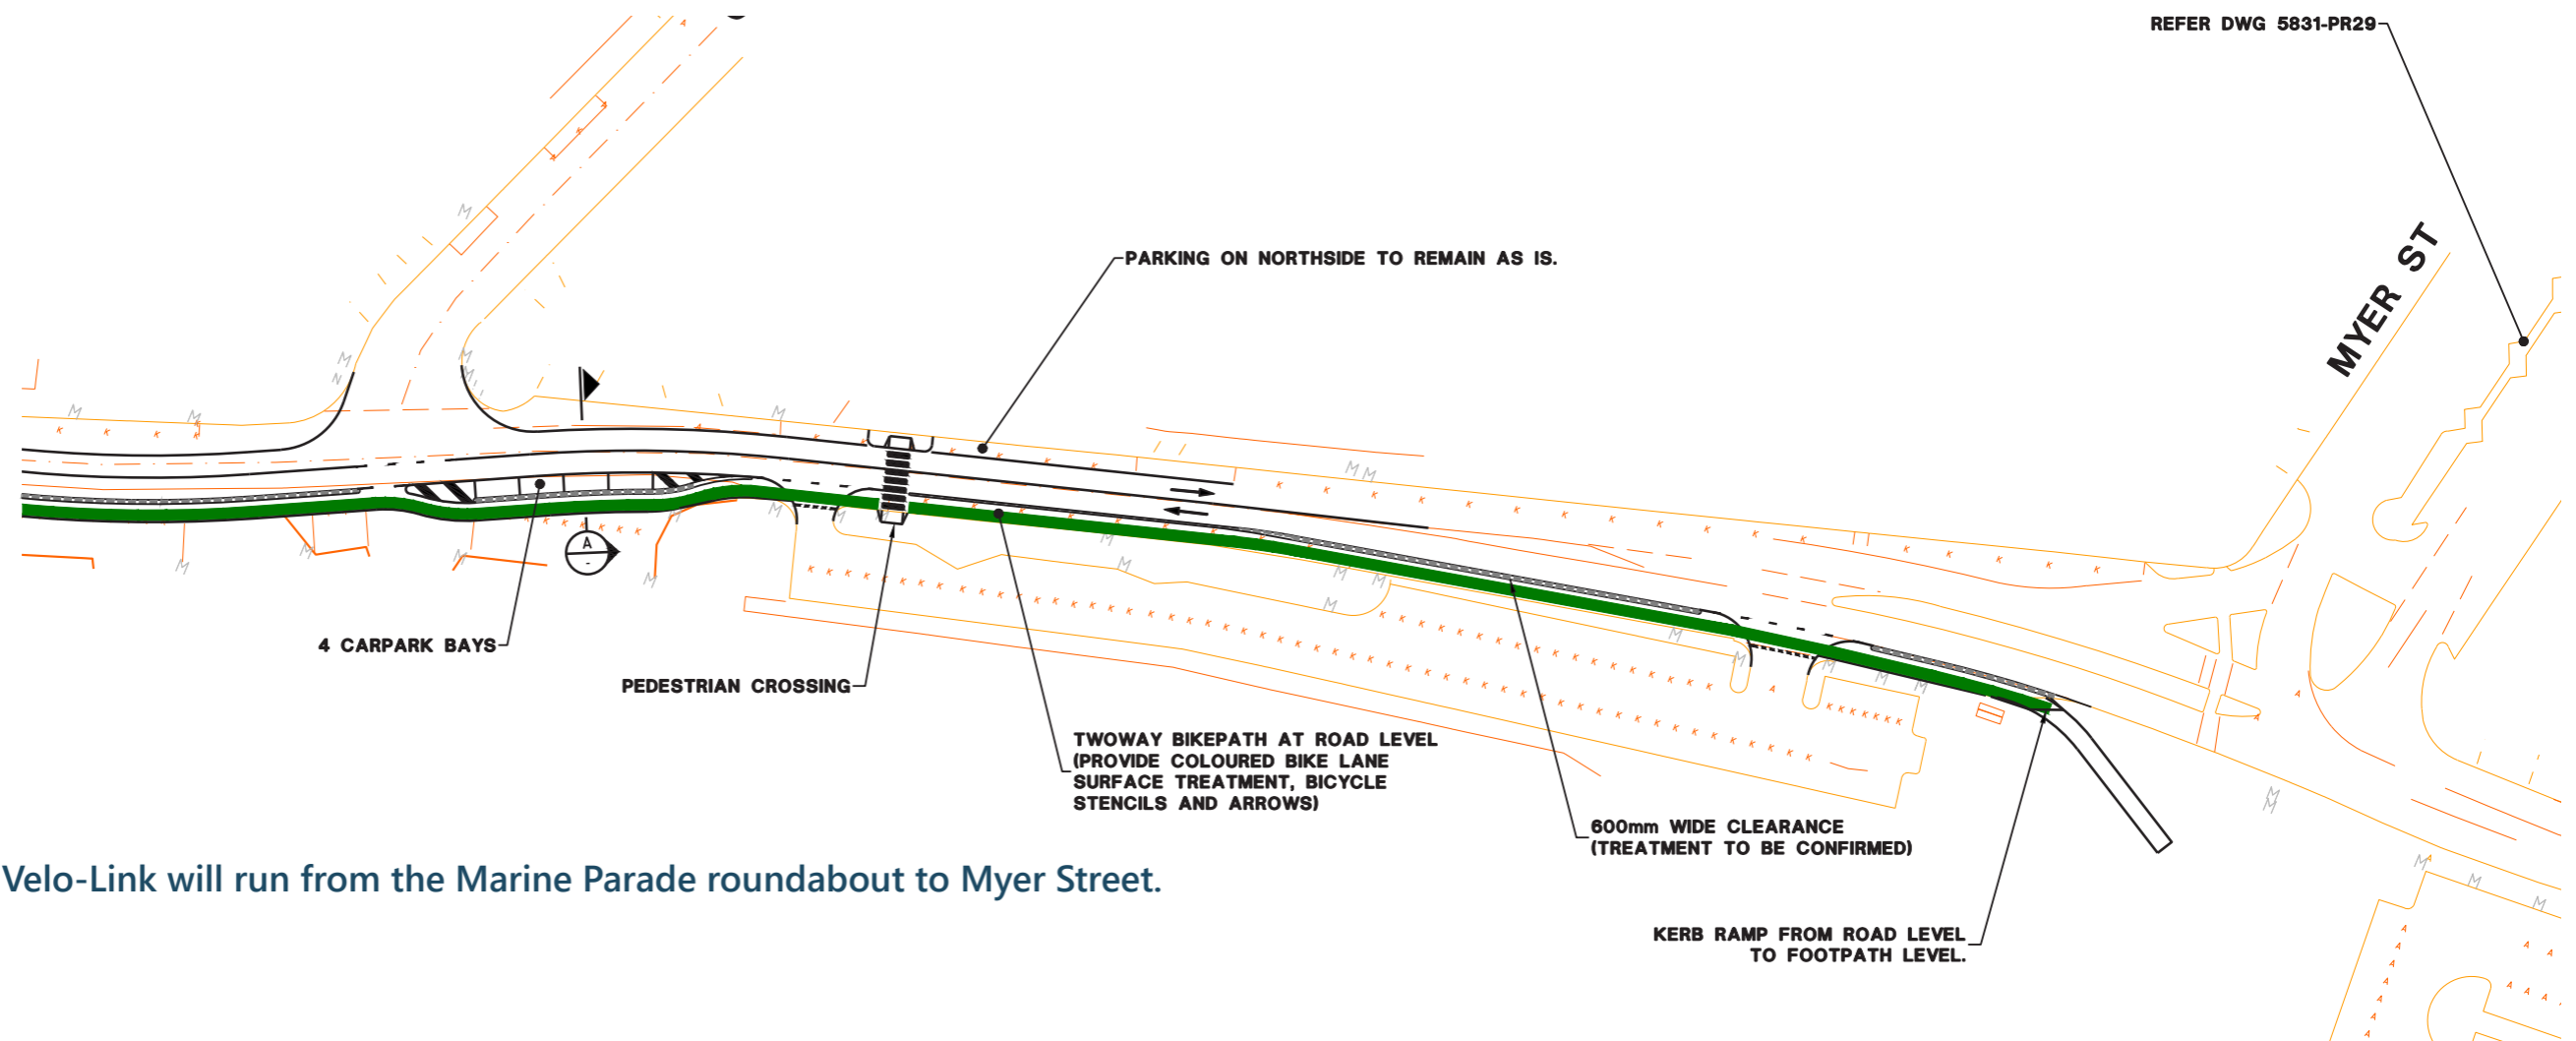 REFER DWG 5831-PR29
MYER ST
PARKING ON NORTHSIDE TO REMAIN AS IS.
A
-
4 CARPARK BAYS
PEDESTRIAN CROSSING
TWOWAY BIKEPATH AT ROAD LEVEL
(PROVIDE COLOURED BIKE LANE
SURFACE TREATMENT, BICYCLE
STENCILS AND ARROWS)
600mm WIDE CLEARANCE
(TREATMENT TO BE CONFIRMED)
Velo-Link will run from the Marine Parade roundabout to Myer Street.
KERB RAMP FROM ROAD LEVEL
TO FOOTPATH LEVEL.